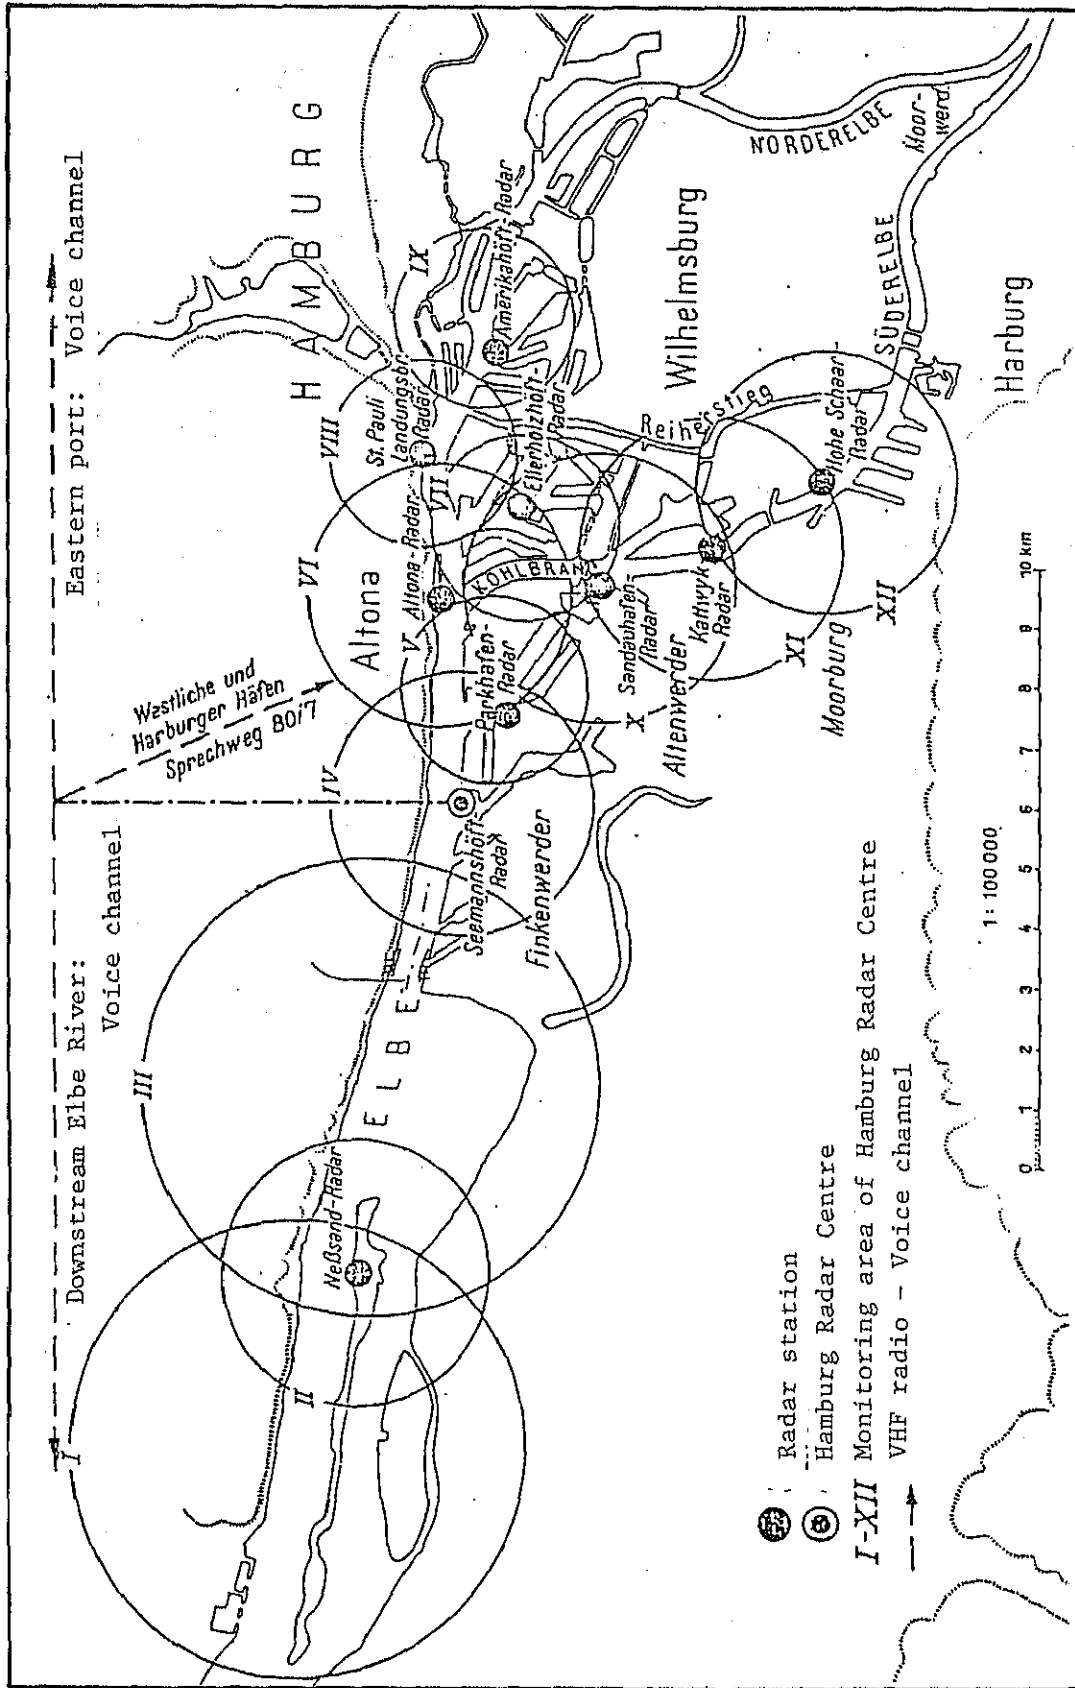 Downstream Elbe River:
Voice channel
Eastern port: Voice channel
Westliche und
Harburger Häfen
Sprechweg 80/7
HAMBURG
I
II
III
IV
V
VI
VII
VIII
IX
X
XI
XII
Neßsand-Radar
ELBE
Seemannshöft-
Radar
Finkenwerder
Parkhafen-
Radar
Altona
Altona-Radar
St. Pauli
Landungsbr.
Radar
Ellerholzhöft-
Radar
Amerikahöft-Radar
KÖHLBRAND
Sandauhafen-
Radar
Altenwerder
Kattwyk-
Radar
Moorburg
Hohe Schaar-
Radar
Reiherstieg
Wilhelmsburg
NORDERELBE
SÜDERELBE
Moor-
werd.
Harburg
Radar station
Hamburg Radar Centre
I-XII Monitoring area of Hamburg Radar Centre
VHF radio - Voice channel
1:100000
0 1 2 3 4 5 6 7 8 9 10 km